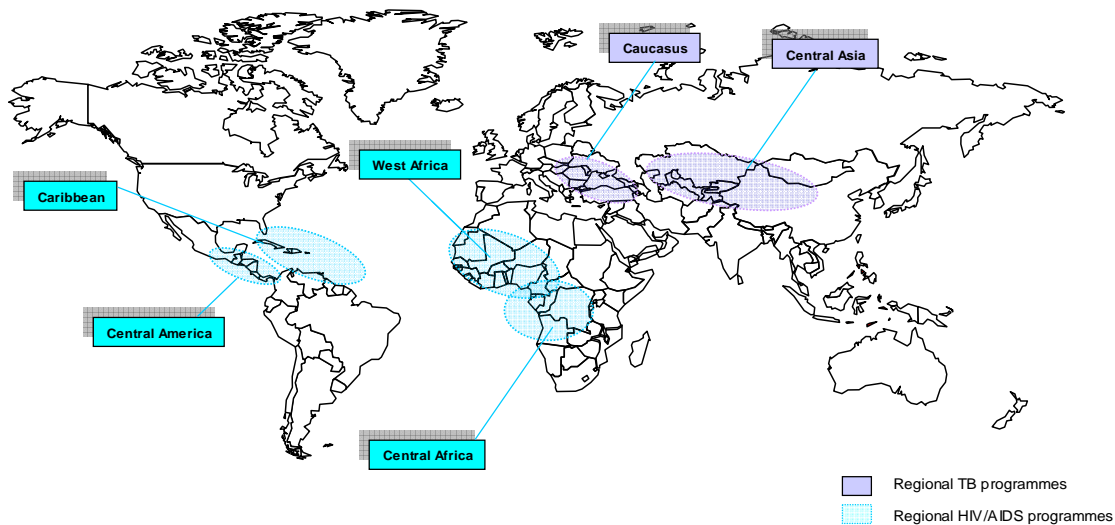 Caucasus
Central Asia
West Africa
Caribbean
Central America
Central Africa
Regional TB programmes
Regional HIV/AIDS programmes